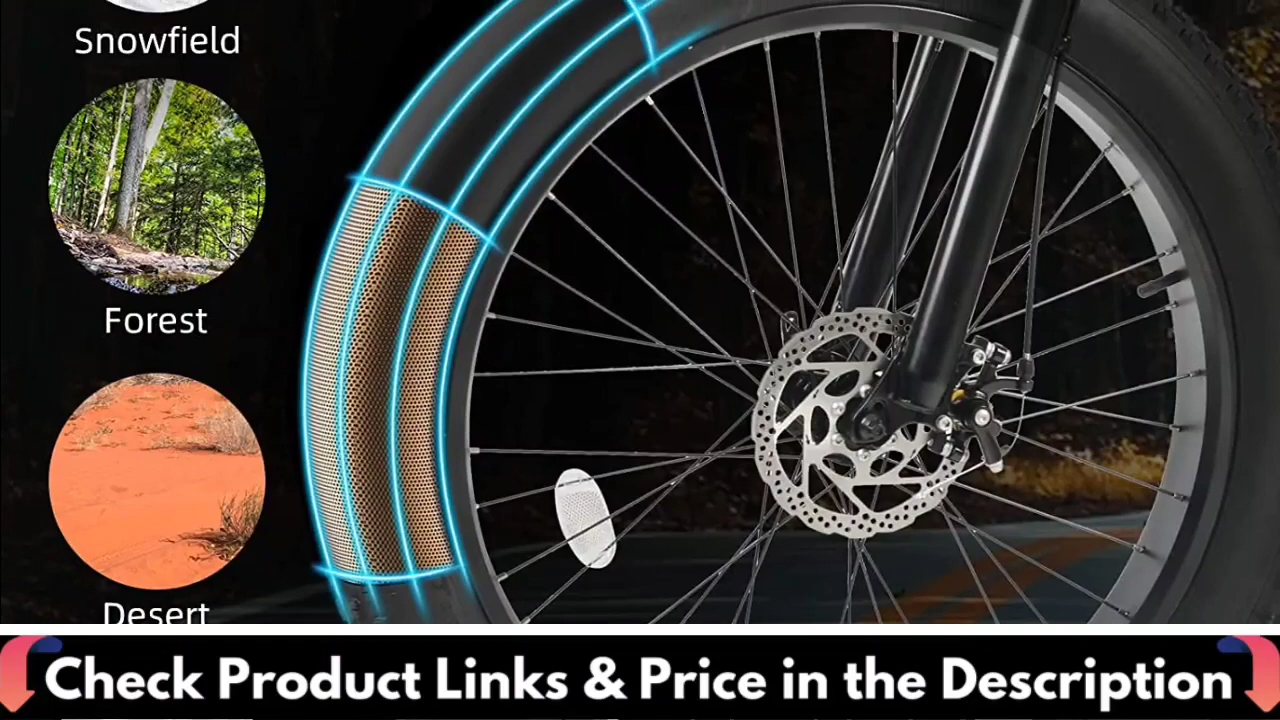 Snowfield
Forest
Desert
Check Product Links & Price in the Description